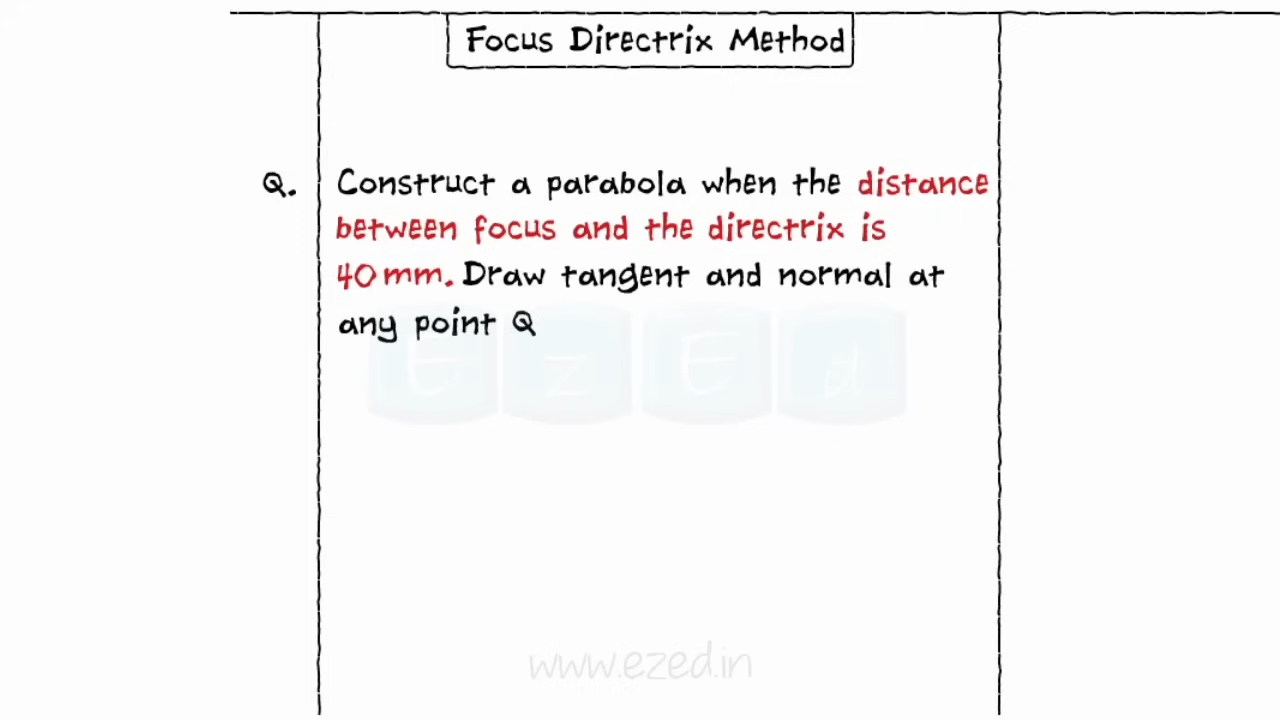 Focus Directrix Method
Q. Construct a parabola when the distance
between focus and the directrix is
40mm. Draw tangent and normal at
any point Q
E z E d
www.ezed.in